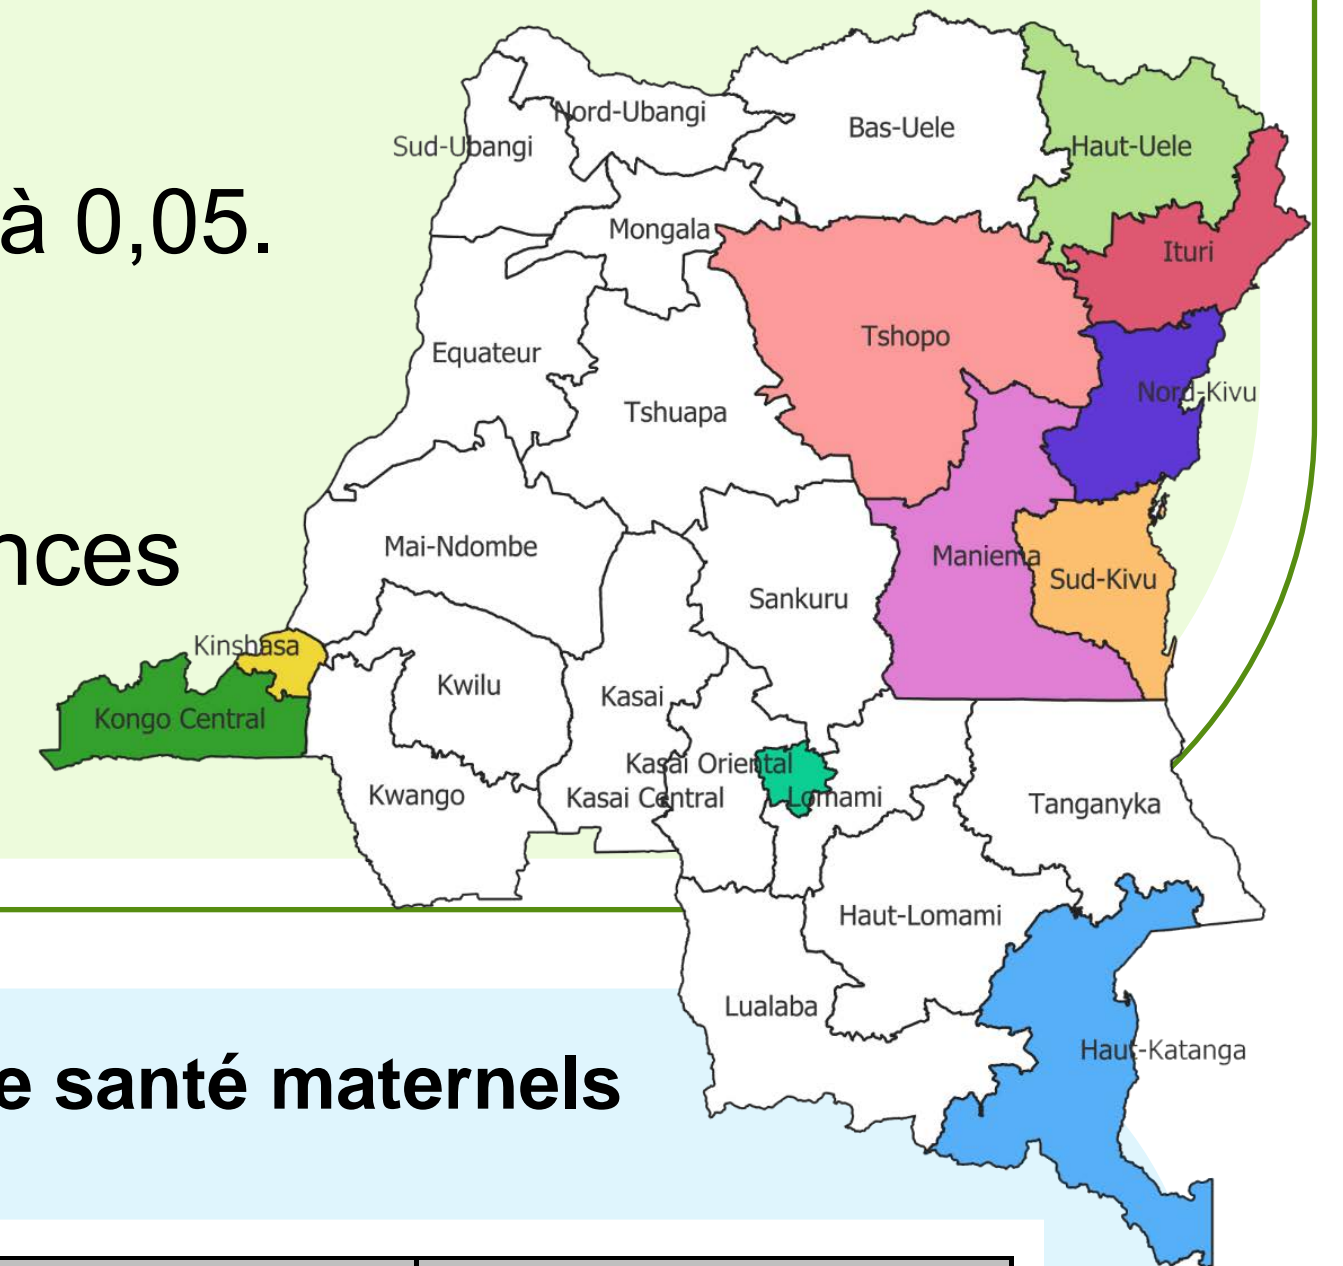 à 0,05.
nces
e santé maternels
Nord-Ubangi
Bas-Uele
Sud-Ubangi
Haut-Uele
Mongala
Ituri
Tshopo
Equateur
Nord-Kivu
Tshuapa
Mai-Ndombe
Maniema
Sud-Kivu
Sankuru
Kinshasa
Kwilu
Kasai
Kongo Central
Kasai Oriental
Kwango
Kasai Central
Lomami
Tanganyka
Haut-Lomami
Lualaba
Haut-Katanga